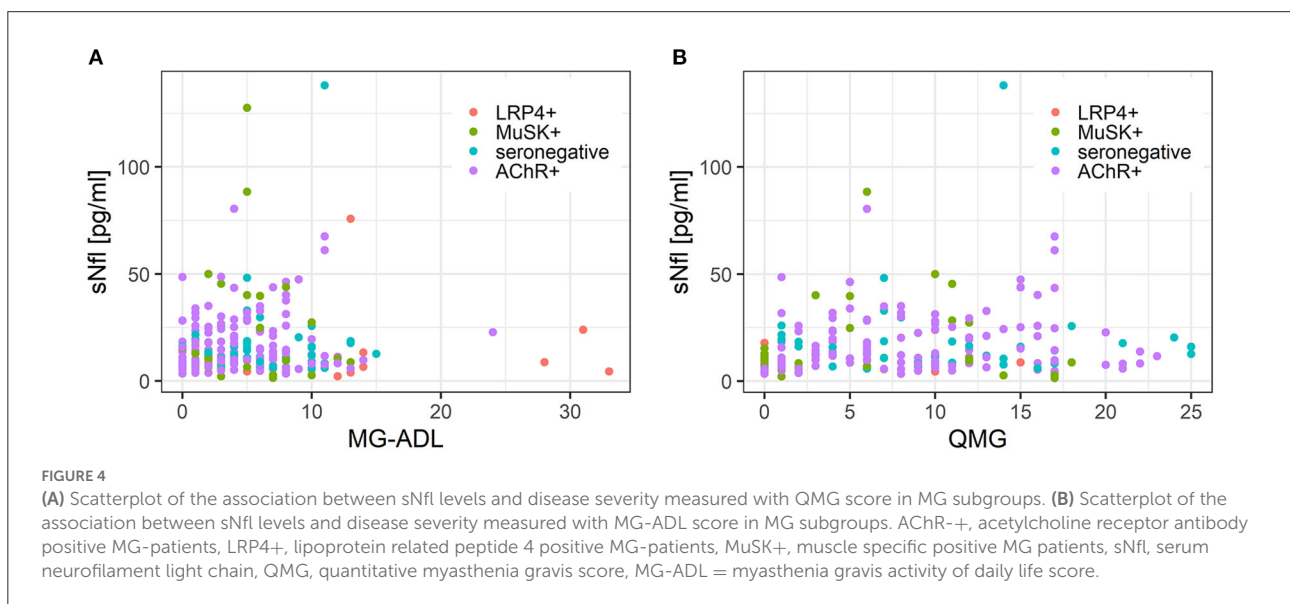 A
B
LRP4+
MuSK+
seronegative
AChR+
LRP4+
MuSK+
seronegative
AChR+
100
50
0
sNfl [pg/ml]
100
50
0
sNfl [pg/ml]
0 10 20 30
0 5 10 15 20 25
MG-ADL
QMG
FIGURE 4
(A) Scatterplot of the association between sNfl levels and disease severity measured with QMG score in MG subgroups. (B) Scatterplot of the
association between sNfl levels and disease severity measured with MG-ADL score in MG subgroups. AChR-+, acetylcholine receptor antibody
positive MG-patients, LRP4+, lipoprotein related peptide 4 positive MG-patients, MuSK+, muscle specific positive MG patients, sNfl, serum
neurofilament light chain, QMG, quantitative myasthenia gravis score, MG-ADL = myasthenia gravis activity of daily life score.